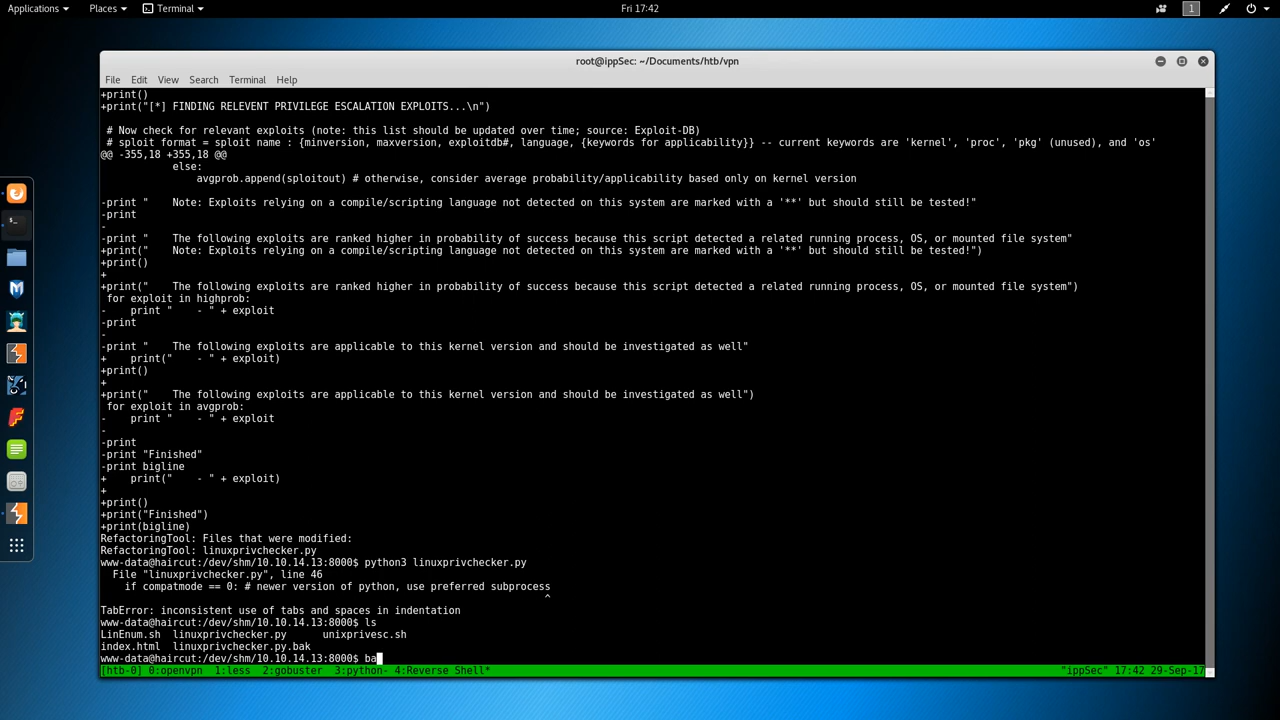 Applications Places Terminal Fri 17:42 1
root@ippSec: ~/Documents/htb/vpn
File Edit View Search Terminal Help
+print()
+print("[*] FINDING RELEVENT PRIVILEGE ESCALATION EXPLOITS...\n")
 # Now check for relevant exploits (note: this list should be updated over time; source: Exploit-DB)
 # sploit format = sploit name : {minversion, maxversion, exploitdb#, language, {keywords for applicability}} -- current keywords are 'kernel', 'proc', 'pkg' (unused), and 'os'
@@ -355,18 +355,18 @@
            else:
                avgprob.append(sploitout) # otherwise, consider average probability/applicability based only on kernel version
-print "    Note: Exploits relying on a compile/scripting language not detected on this system are marked with a '**' but should still be tested!"
-print
-
-print "    The following exploits are ranked higher in probability of success because this script detected a related running process, OS, or mounted file system"
+print("    Note: Exploits relying on a compile/scripting language not detected on this system are marked with a '**' but should still be tested!")
+print()
+
+print("    The following exploits are ranked higher in probability of success because this script detected a related running process, OS, or mounted file system")
 for exploit in highprob:
-    print "    - " + exploit
-print
-
-print "    The following exploits are applicable to this kernel version and should be investigated as well"
+    print("    - " + exploit)
+print()
+
+print("    The following exploits are applicable to this kernel version and should be investigated as well")
 for exploit in avgprob:
-    print "    - " + exploit
-
-print
-print "Finished"
-print bigline
+    print("    - " + exploit)
+
+print()
+print("Finished")
+print(bigline)
RefactoringTool: Files that were modified:
RefactoringTool: linuxprivchecker.py
www-data@haircut:/dev/shm/10.10.14.13:8000$ python3 linuxprivchecker.py
  File "linuxprivchecker.py", line 46
    if compatmode == 0: # newer version of python, use preferred subprocess
^
TabError: inconsistent use of tabs and spaces in indentation
www-data@haircut:/dev/shm/10.10.14.13:8000$ ls
LinEnum.sh  linuxprivchecker.py      unixprivesc.sh
index.html  linuxprivchecker.py.bak
www-data@haircut:/dev/shm/10.10.14.13:8000$ ba
[htb-0] 0:openvpn  1:less  2:gobuster  3:python- 4:Reverse Shell* "ippSec" 17:42 29-Sep-17